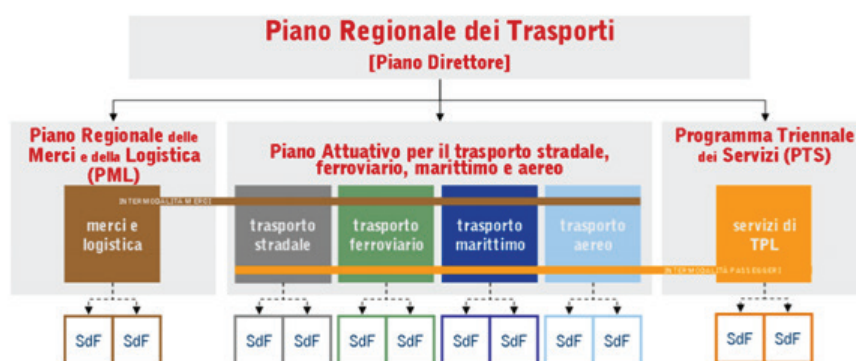 Piano Regionale dei Trasporti
[Piano Direttore]
Piano Regionale delle
Merci e della Logistica
(PML)
Piano Attuativo per il trasporto stradale,
ferroviario, marittimo e aereo
Programma Triennale
dei Servizi (PTS)
INTERMODALITÀ MERCI
merci e
logistica
trasporto
stradale
trasporto
ferroviario
trasporto
marittimo
trasporto
aereo
servizi di
TPL
INTERMODALITÀ PASSEGGERI
SdF SdF
SdF SdF
SdF SdF
SdF SdF
SdF SdF
SdF SdF